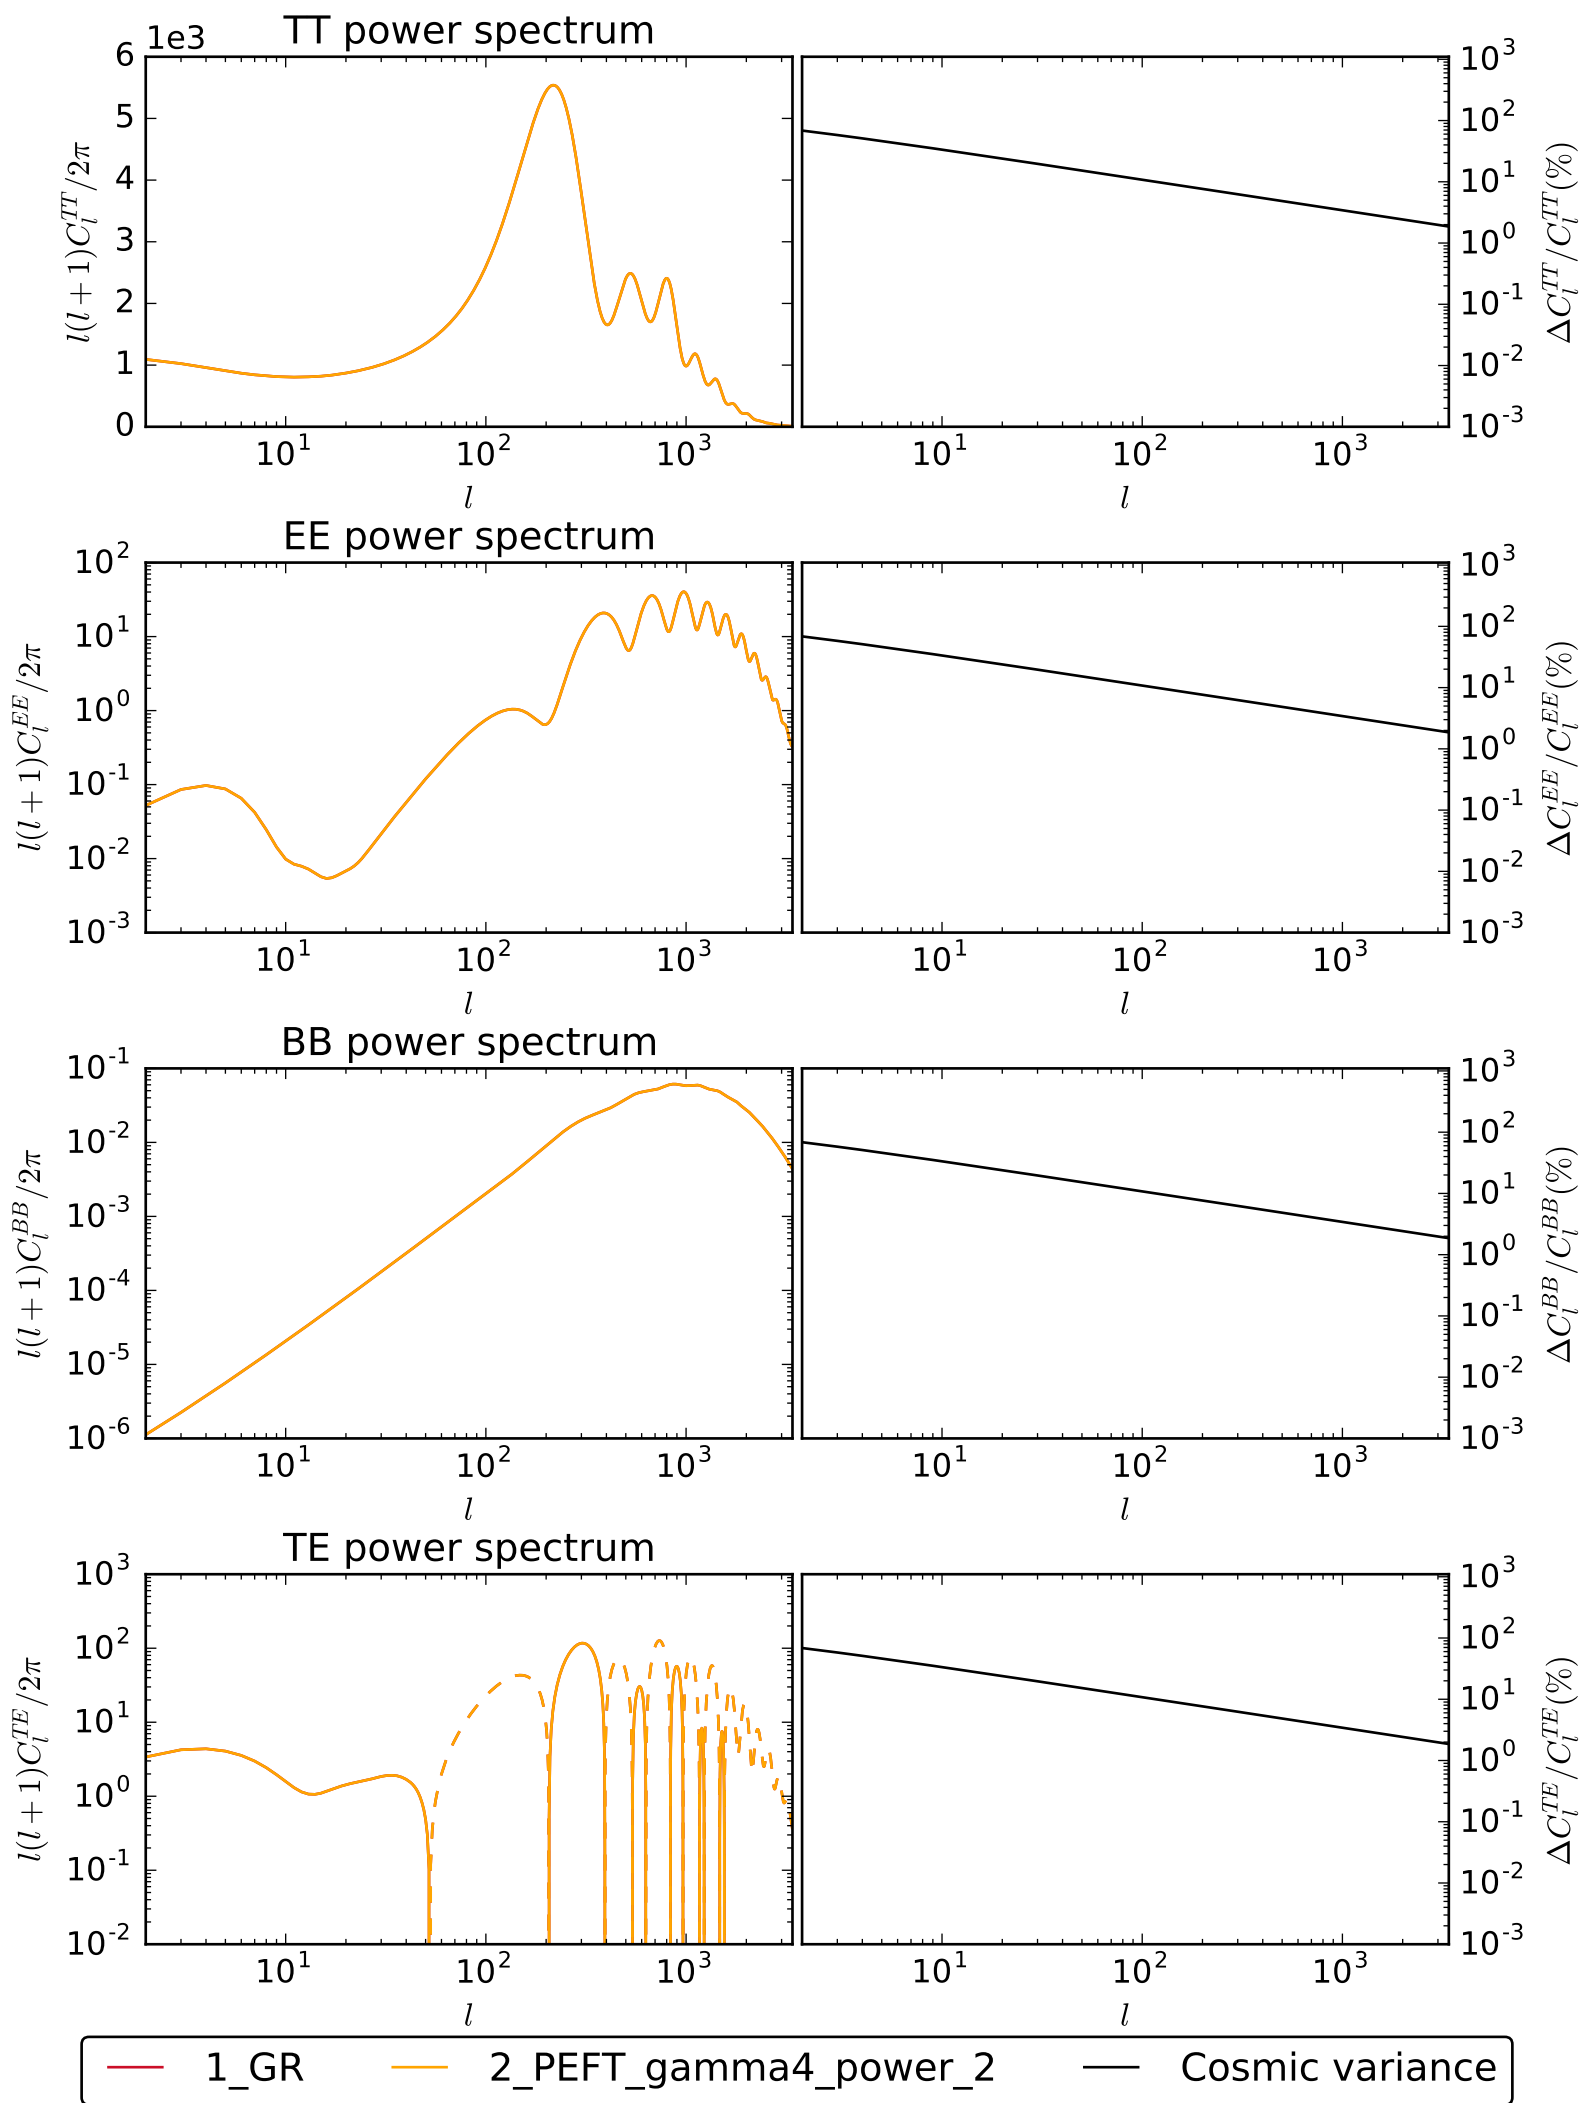 TT power spectrum
1e3
6
5
4
3
2
1
0
l(l+1)C_l^{TT}/2π
10^1 10^2 10^3
l
10^3
10^2
10^1
10^0
10^-1
10^-2
10^-3
ΔC_l^{TT}/C_l^{TT}(%)
10^1 10^2 10^3
l
EE power spectrum
10^2
10^1
10^0
10^-1
10^-2
10^-3
l(l+1)C_l^{EE}/2π
10^1 10^2 10^3
l
10^3
10^2
10^1
10^0
10^-1
10^-2
10^-3
ΔC_l^{EE}/C_l^{EE}(%)
10^1 10^2 10^3
l
BB power spectrum
10^-1
10^-2
10^-3
10^-4
10^-5
10^-6
l(l+1)C_l^{BB}/2π
10^1 10^2 10^3
l
10^3
10^2
10^1
10^0
10^-1
10^-2
10^-3
ΔC_l^{BB}/C_l^{BB}(%)
10^1 10^2 10^3
l
TE power spectrum
10^3
10^2
10^1
10^0
10^-1
10^-2
l(l+1)C_l^{TE}/2π
10^1 10^2 10^3
l
10^3
10^2
10^1
10^0
10^-1
10^-2
10^-3
ΔC_l^{TE}/C_l^{TE}(%)
10^1 10^2 10^3
l
1_GR 2_PEFT_gamma4_power_2 Cosmic variance